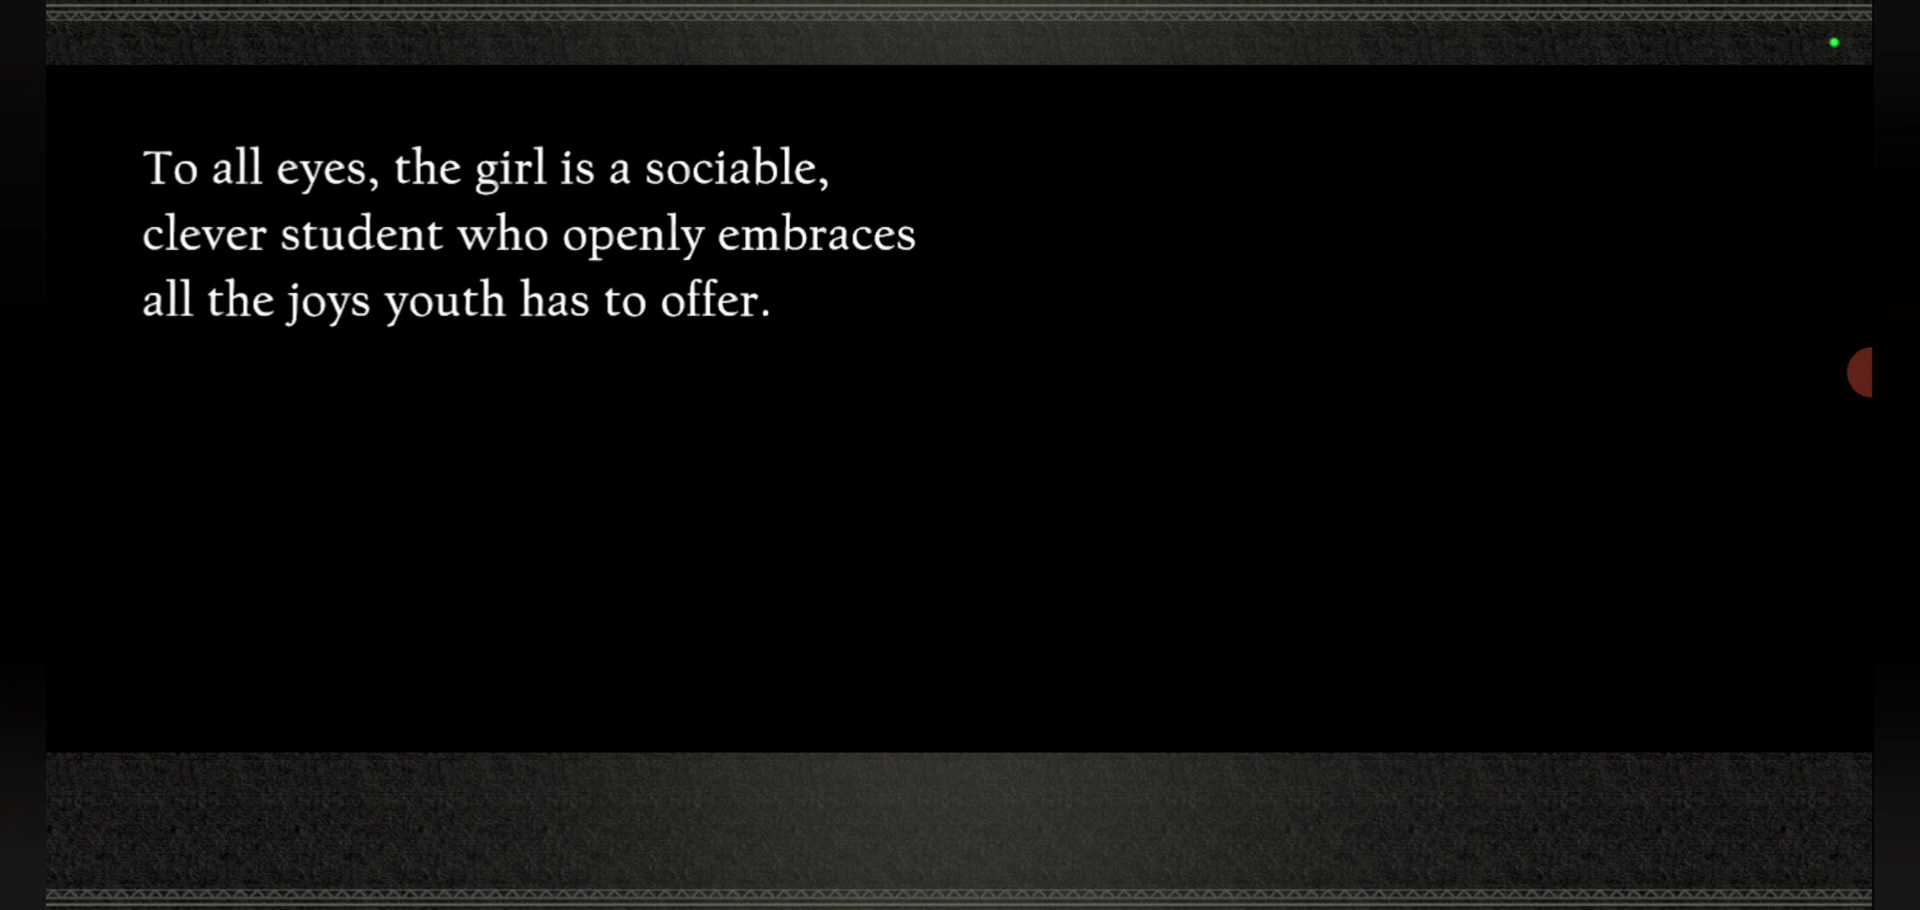 To all eyes, the girl is a sociable,
clever student who openly embraces
all the joys youth has to offer.